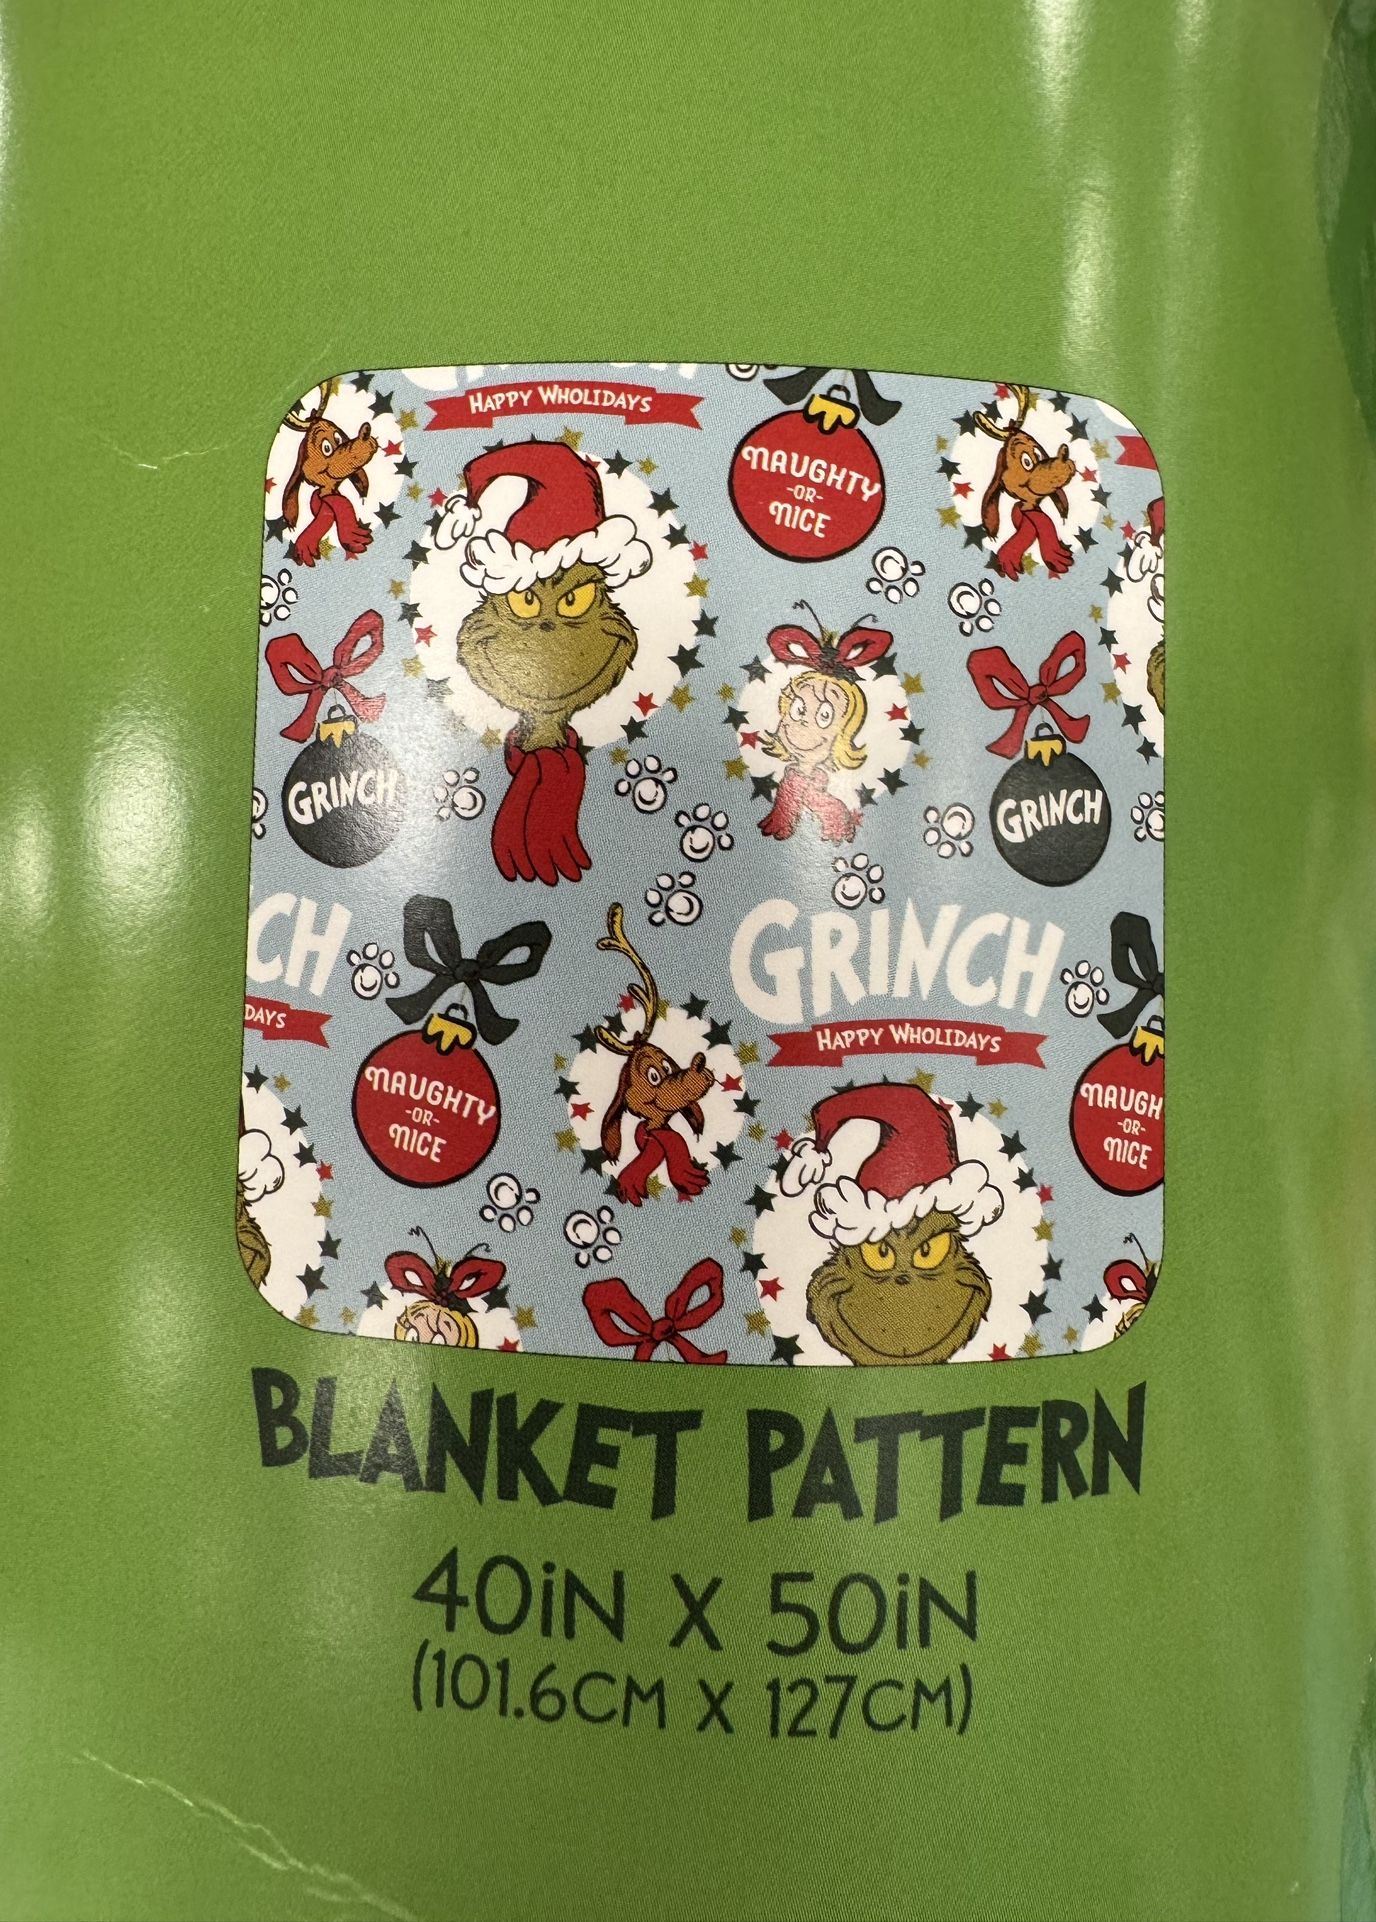 HAPPY WHOLIDAYS
NAUGHTY
-OR-
NICE
GRINCH
GRINCH
CH
DAYS
GRINCH
HAPPY WHOLIDAYS
NAUGHTY
-OR-
NICE
NAUGH
-OR-
NICE
BLANKET PATTERN
40iN X 50iN
(101.6CM X 127CM)